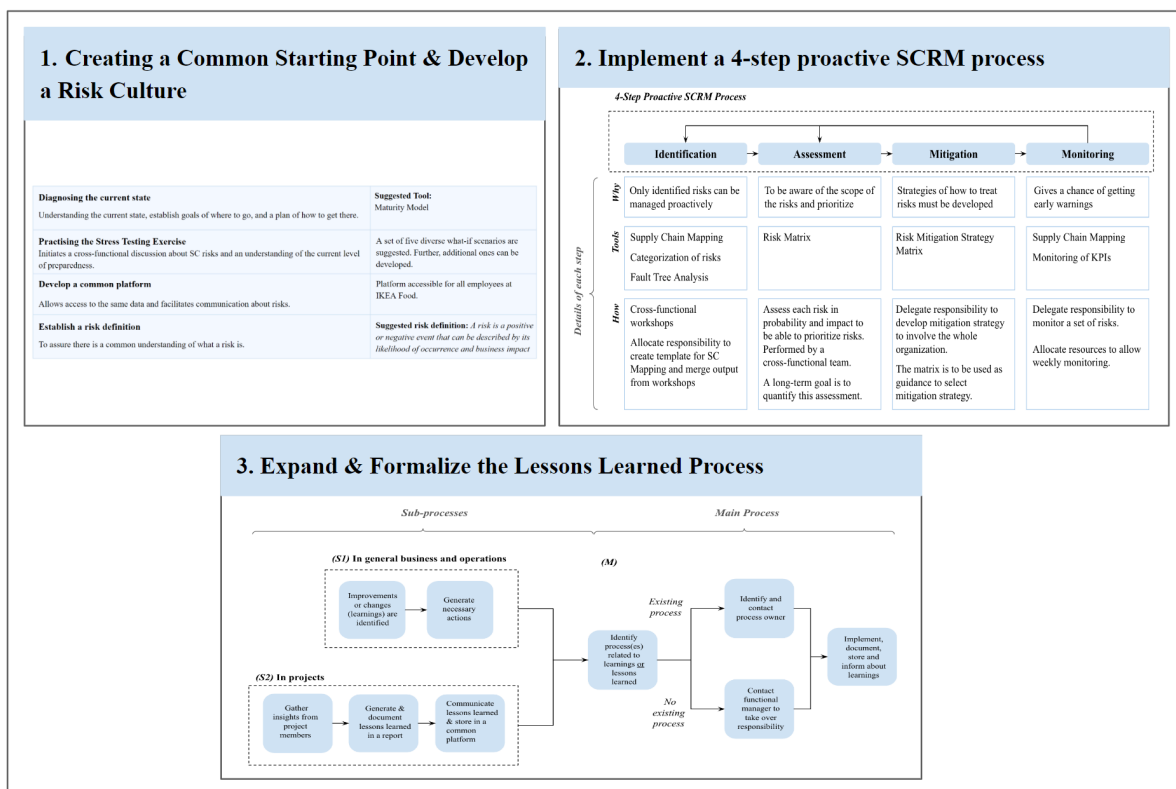 1. Creating a Common Starting Point & Develop
a Risk Culture
Diagnosing the current state
Understanding the current state, establish goals of where to go, and a plan of how to get there.
Suggested Tool:
Maturity Model
Practising the Stress Testing Exercise
Initiates a cross-functional discussion about SC risks and an understanding of the current level
of preparedness.
A set of five diverse what-if scenarios are
suggested. Further, additional ones can be
developed.
Develop a common platform
Allows access to the same data and facilitates communication about risks.
Platform accessible for all employees at
IKEA Food.
Establish a risk definition
To assure there is a common understanding of what a risk is.
Suggested risk definition: A risk is a positive
or negative event that can be described by its
likelihood of occurrence and business impact
2. Implement a 4-step proactive SCRM process
4-Step Proactive SCRM Process
Identification
Assessment
Mitigation
Monitoring
Details of each step
Why
Only identified risks can be
managed proactively
To be aware of the scope of
the risks and prioritize
Strategies of how to treat
risks must be developed
Gives a chance of getting
early warnings
Tools
Supply Chain Mapping
Categorization of risks
Fault Tree Analysis
Risk Matrix
Risk Mitigation Strategy
Matrix
Supply Chain Mapping
Monitoring of KPIs
How
Cross-functional
workshops
Allocate responsibility to
create template for SC
Mapping and merge output
from workshops
Assess each risk in
probability and impact to
be able to prioritize risks.
Performed by a
cross-functional team.
A long-term goal is to
quantify this assessment.
Delegate responsibility to
develop mitigation strategy
to involve the whole
organization.
The matrix is to be used as
guidance to select
mitigation strategy.
Delegate responsibility to
monitor a set of risks.
Allocate resources to allow
weekly monitoring.
3. Expand & Formalize the Lessons Learned Process
Sub-processes
Main Process
(S1) In general business and operations
Improvements
or changes
(learnings) are
identified
Generate
necessary
actions
(S2) In projects
Gather
insights from
project
members
Generate &
document
lessons learned
in a report
Communicate
lessons learned
& store in a
common
platform
(M)
Identify
process(es)
related to
learnings or
lessons
learned
Existing
process
No
existing
process
Identify and
contact
process owner
Contact
functional
manager to
take over
responsibility
Implement,
document,
store and
inform about
learnings